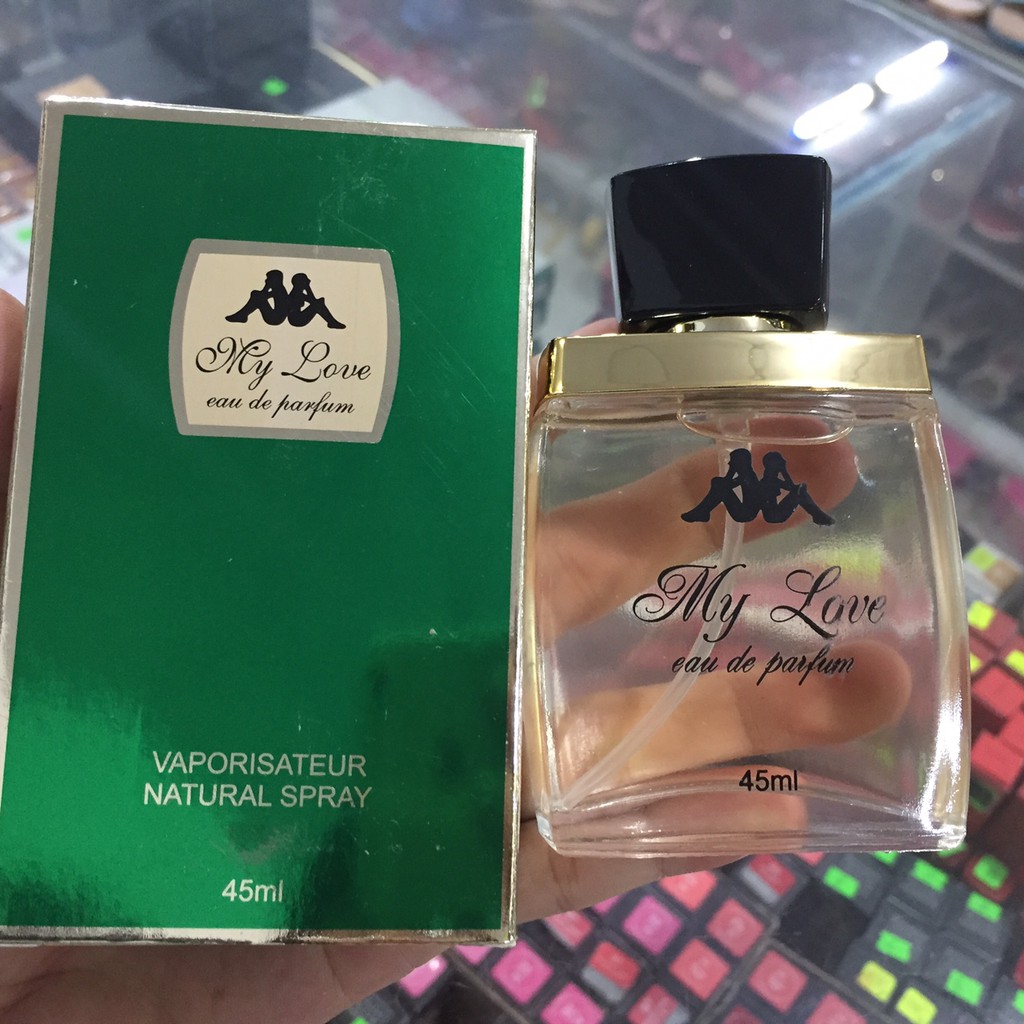 My Love
eau de parfum
VAPORISATEUR
NATURAL SPRAY
45ml
My Love
eau de parfum
45ml